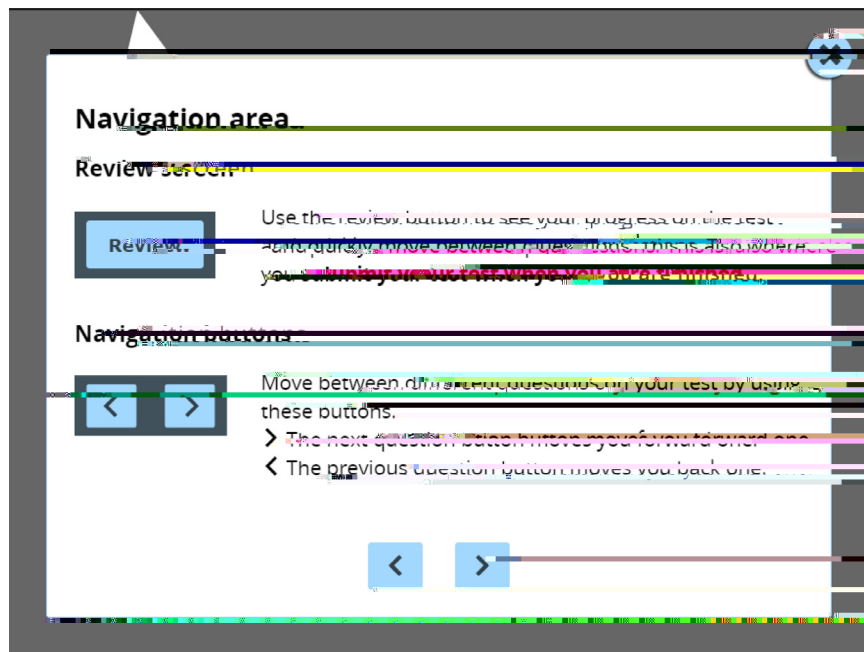 Navigation area
Review screen
Review
Use the review button to see your progress on the test
and quickly move between questions. This is also where
you submit your test when you are finished.
Navigation buttons
Move between different questions on your test by using
these buttons.
The next question button moves you forward one.
The previous question button moves you back one.